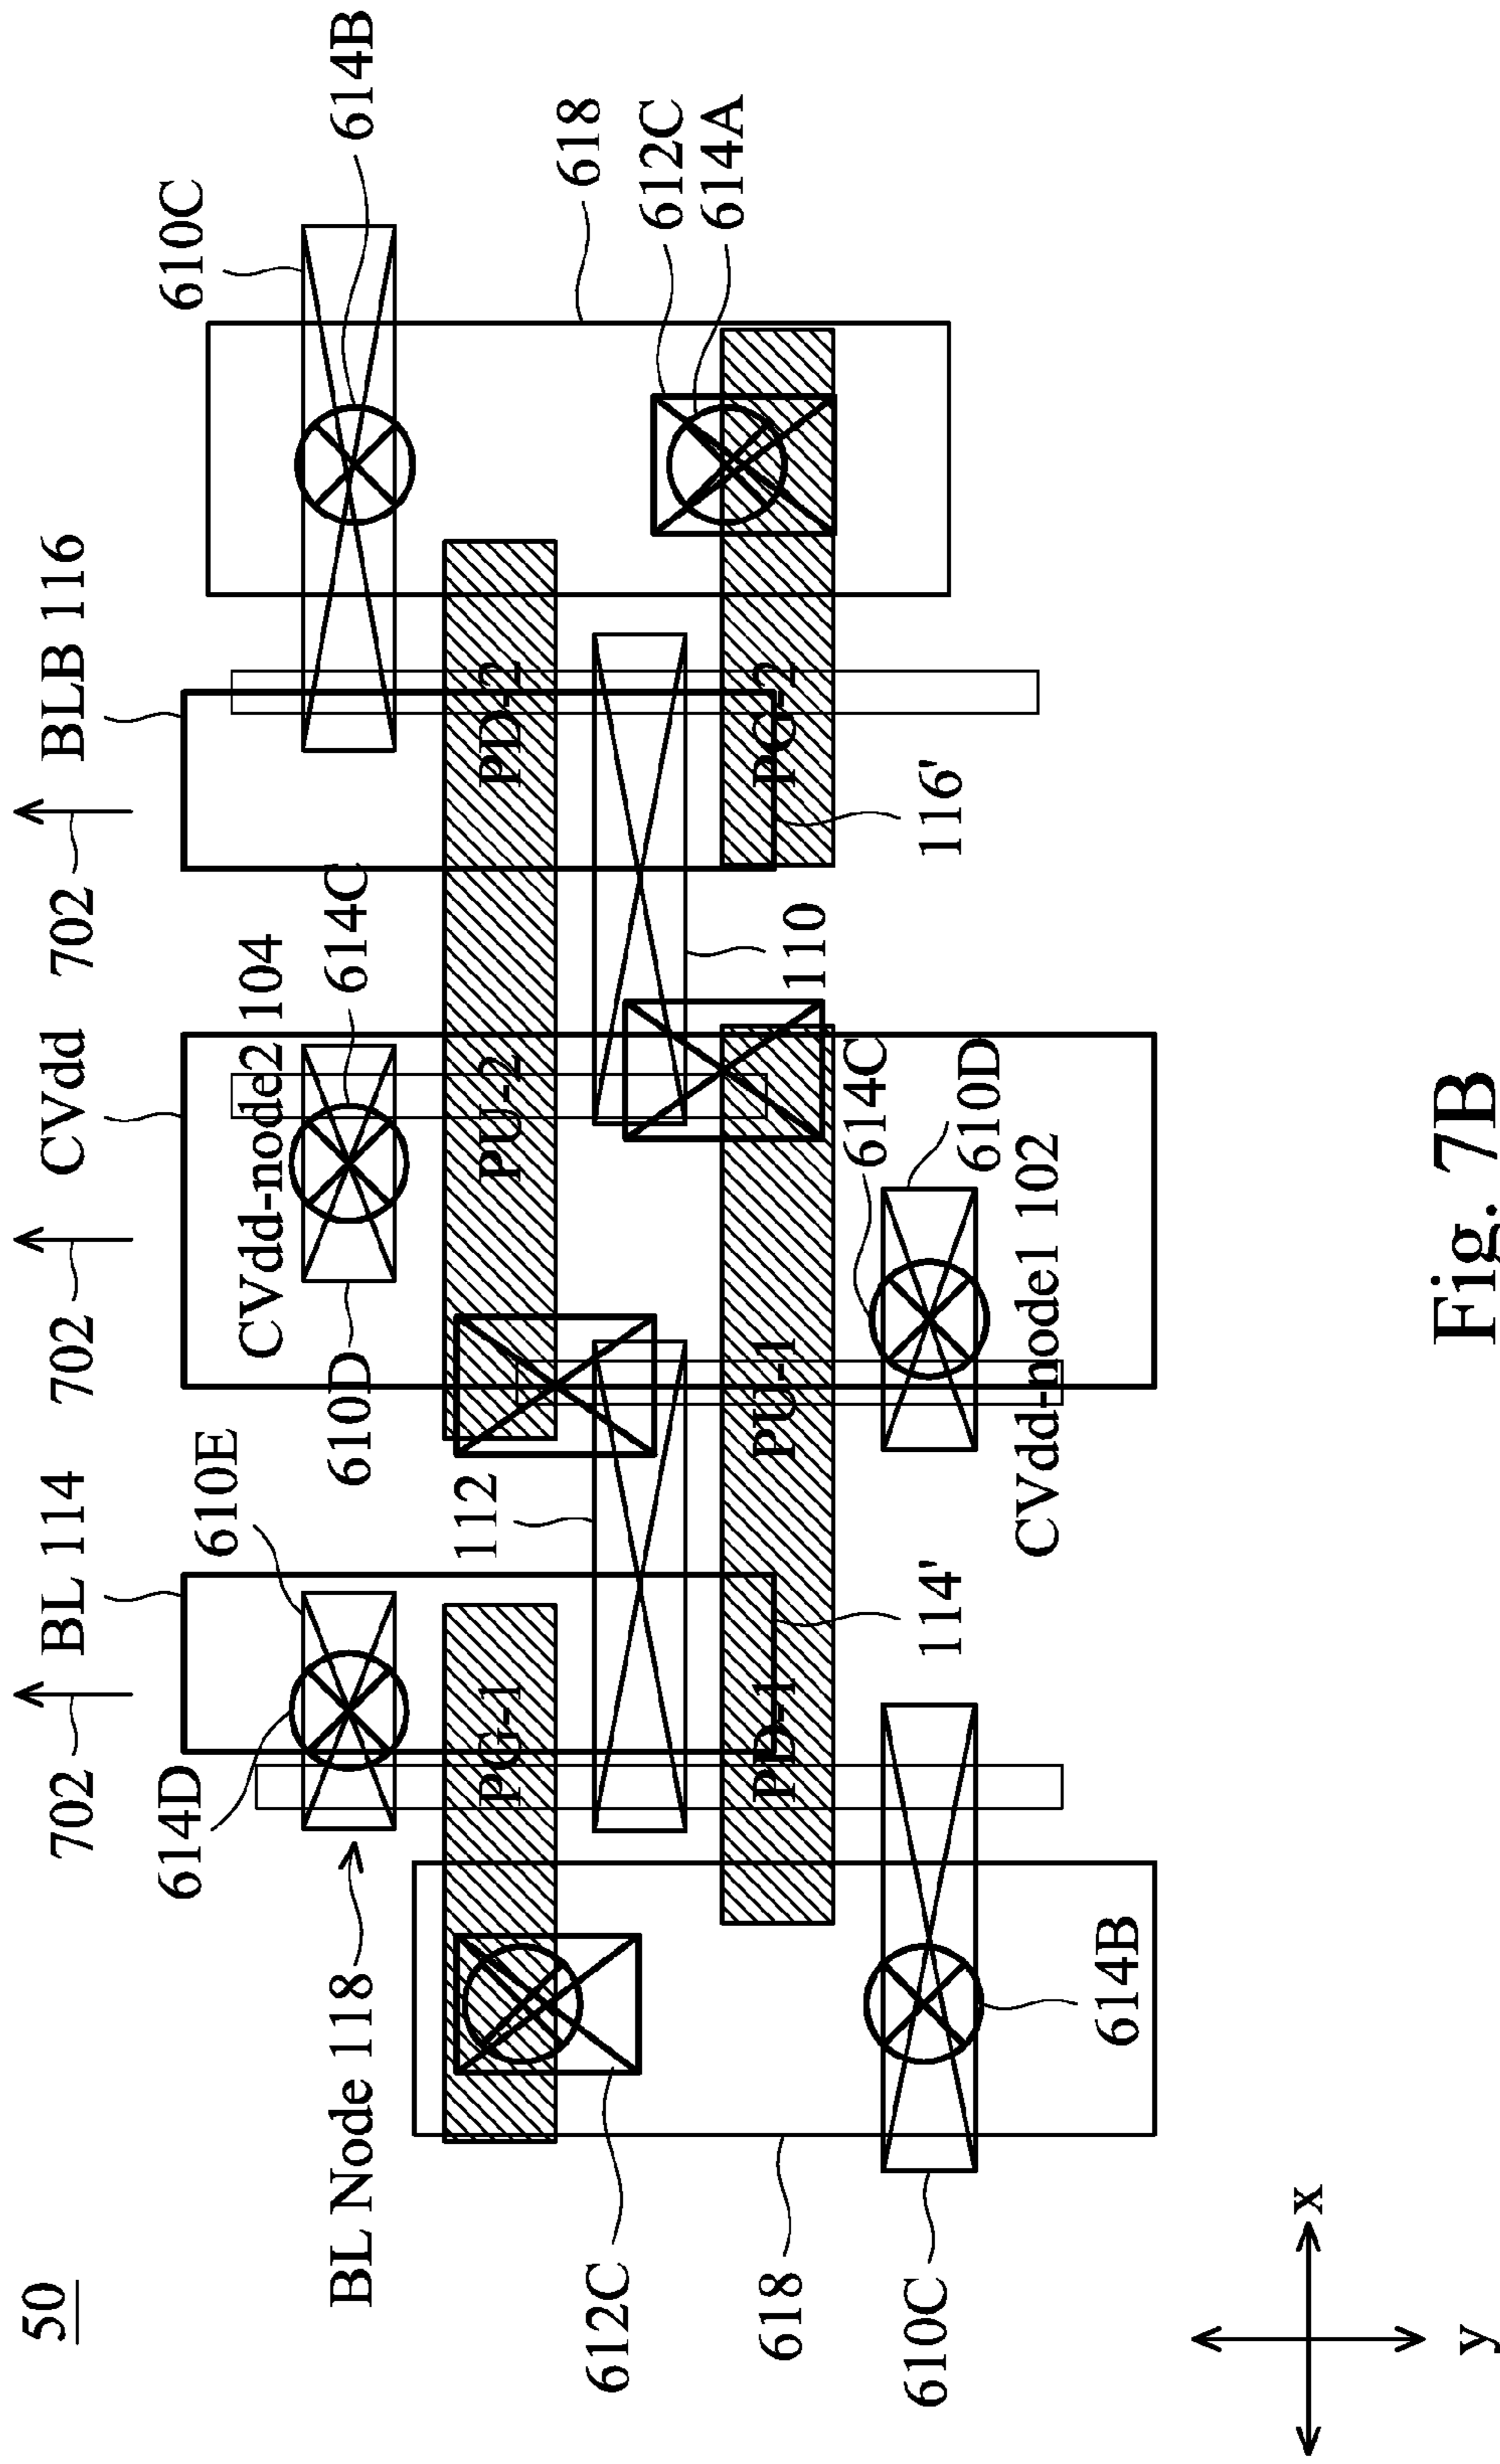 50
702
BL 114
702
CVdd
702
BLB 116
614D
610E
CVdd-node2 104
614C
610C
614B
BL Node 118
610D
PG-1
112
PU-2
PD-2
618
612C
614A
612C
618
PD-1
PU-1
110
PG-2
610C
114'
614C
116'
614B
CVdd-node1 102
610D
x
y
Fig. 7B